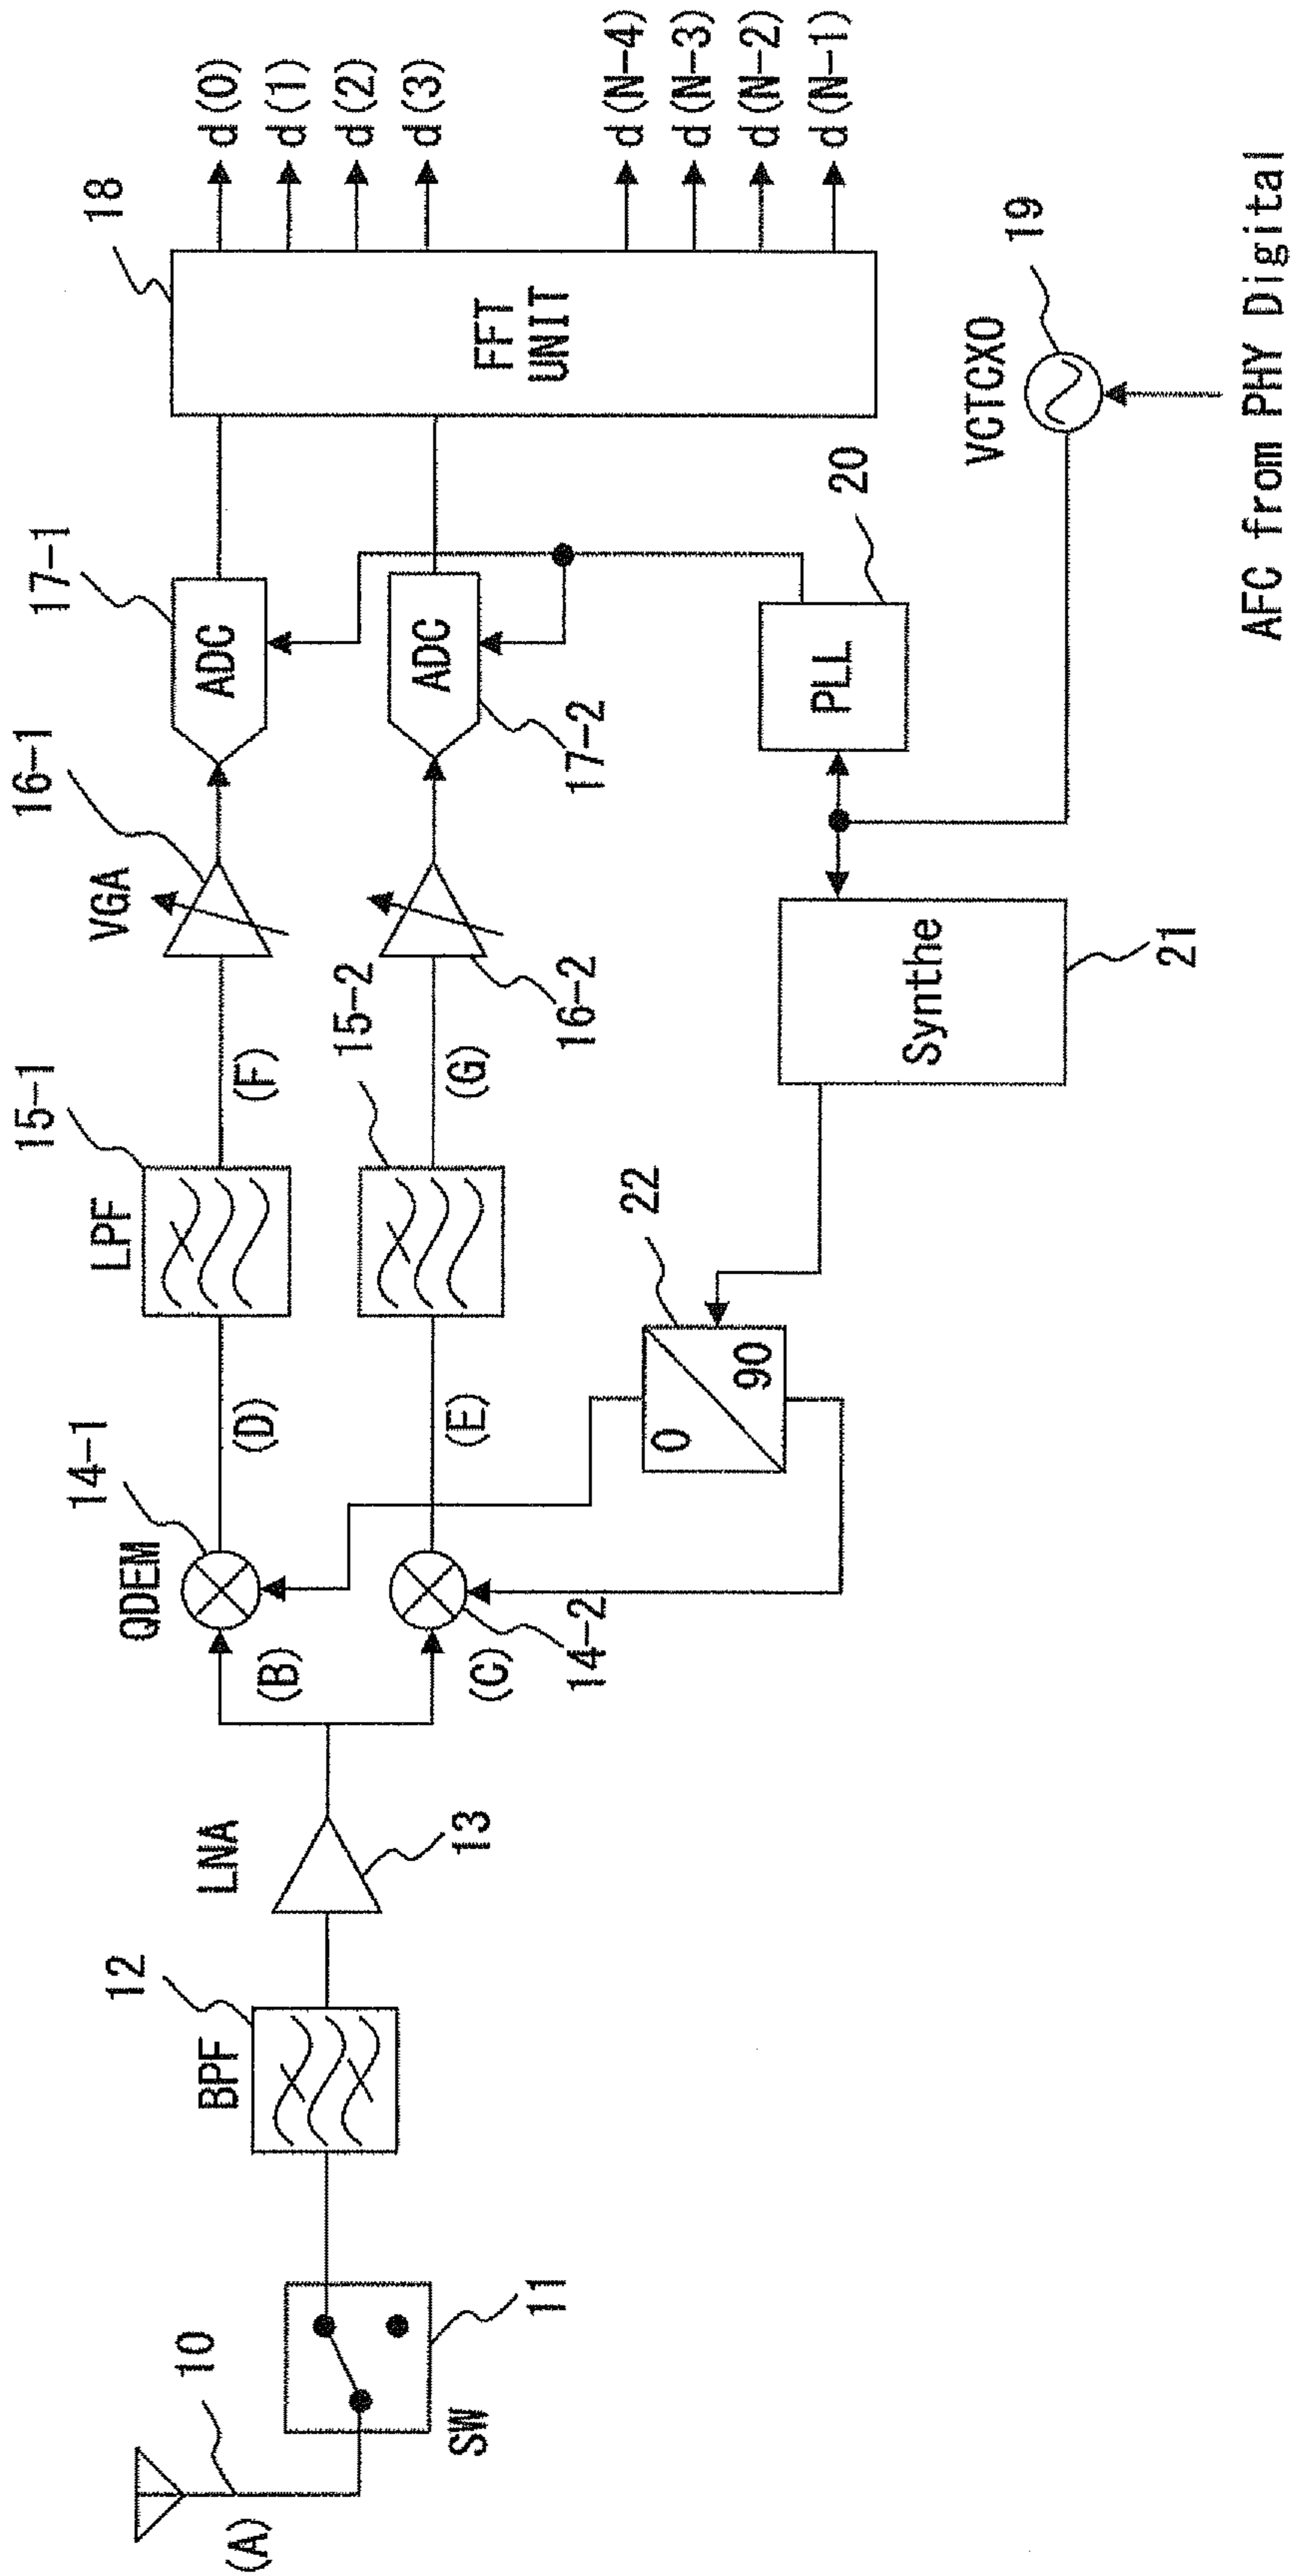 10
(A)
SW
11
BPF
12
LNA
13
QDEM
14-1
(B)
(C)
14-2
(D)
(E)
LPF
15-1
15-2
(F)
(G)
VGA
16-1
16-2
17-1
ADC
ADC
17-2
18
FFT
UNIT
d(0)
d(1)
d(2)
d(3)
d(N-4)
d(N-3)
d(N-2)
d(N-1)
22
0
90
Synthe
21
PLL
20
VCTCXO
19
AFC from PHY Digital